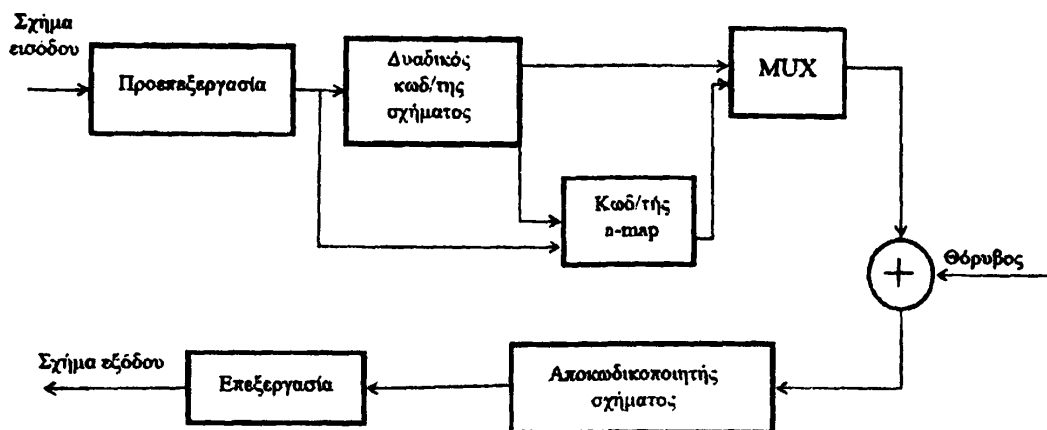 Σχήμα
εισόδου
Προεπεξεργασία
Δυαδικός
κωδ/της
σχήματος
MUX
Κωδ/τής
a-map
+
Θόρυβος
Σχήμα εξόδου
Επεξεργασία
Αποκωδικοποιητής
σχήματος